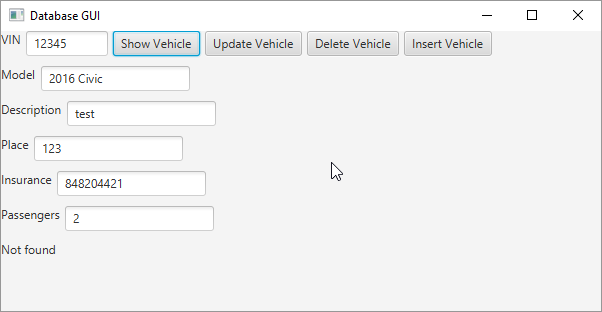 Database GUI
VIN 12345 Show Vehicle Update Vehicle Delete Vehicle Insert Vehicle
Model 2016 Civic
Description test
Place 123
Insurance 848204421
Passengers 2
Not found